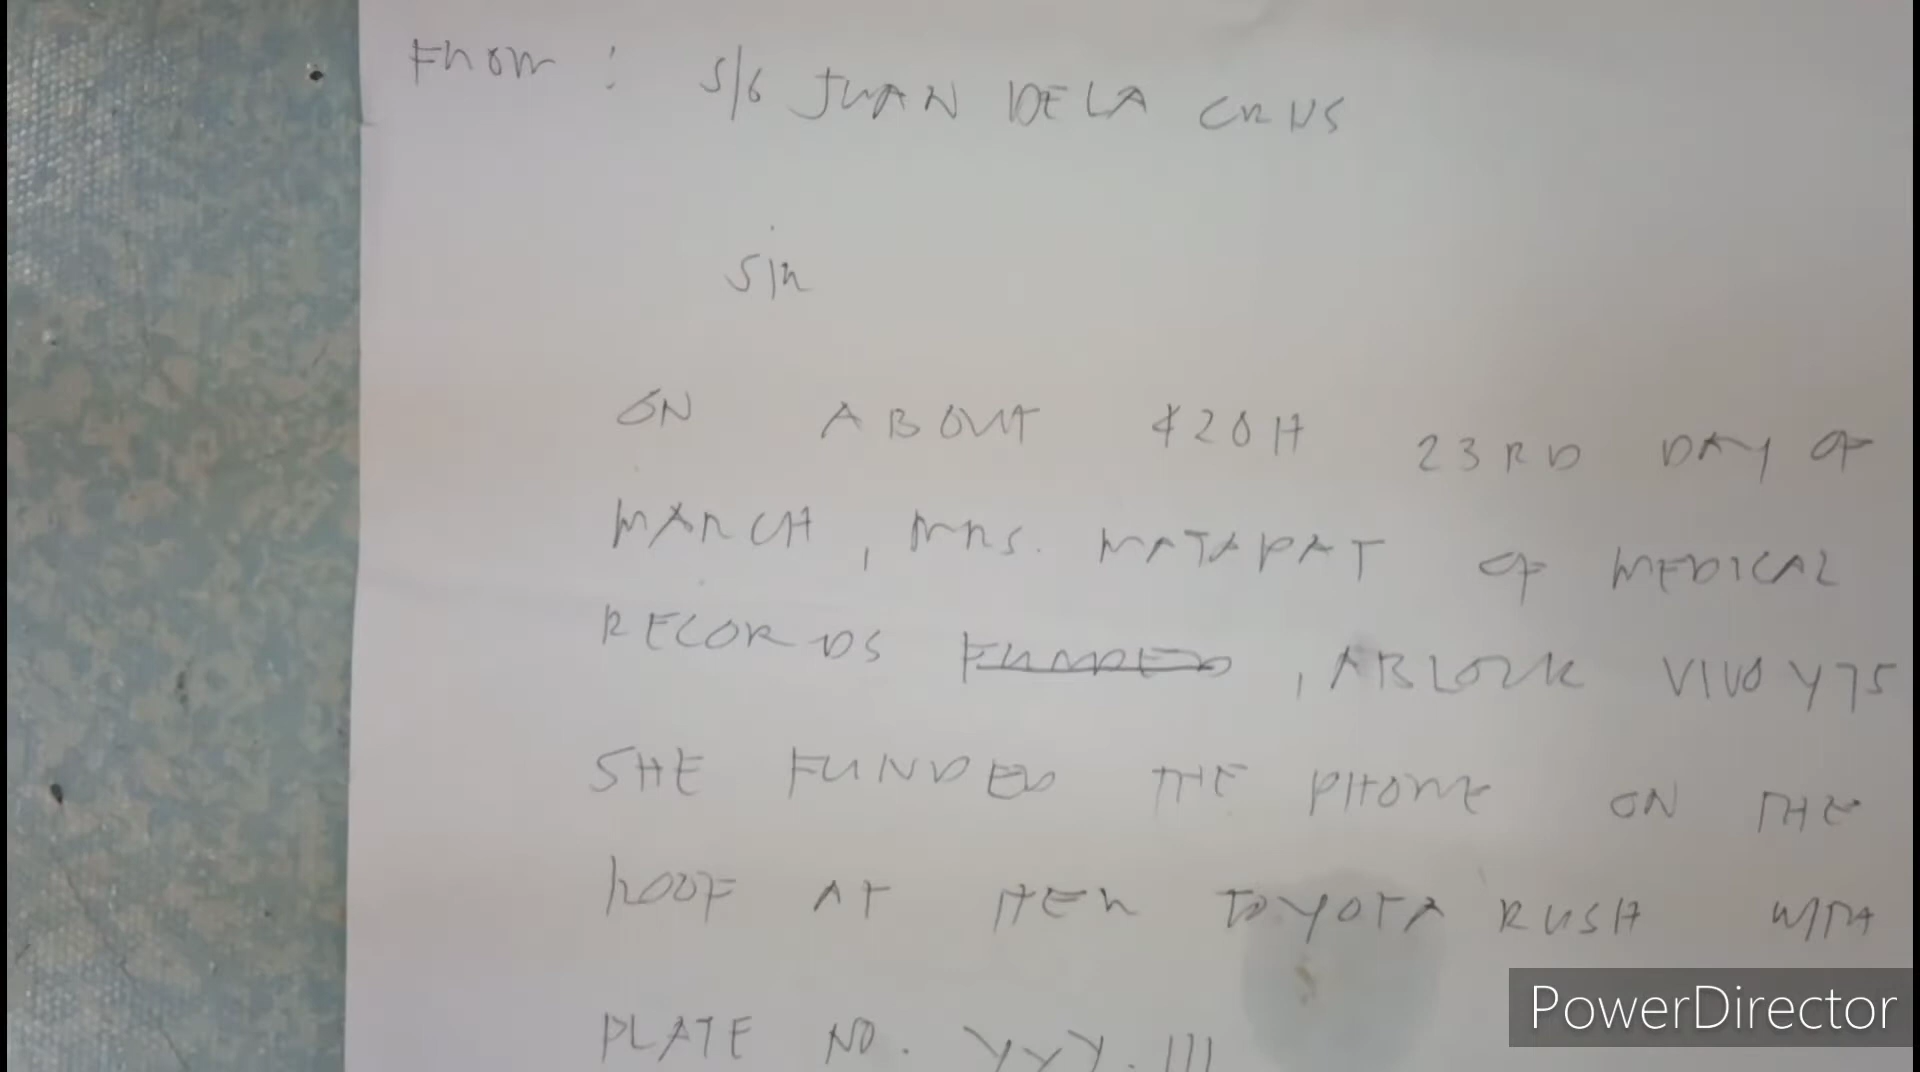 From : S/G JUAN DELA CRUS
SIR
ON ABOUT 420H 23RD DAY OF
MARCH, MRS. MATAPAT OF MEDICAL
RECORDS FUNDED, A BLACK VIVO Y75
SHE FUNDED THE PHONE ON THE
ROOF AT HER TOYOTA RUSH WITH
PLATE NO. YYY. 111
PowerDirector